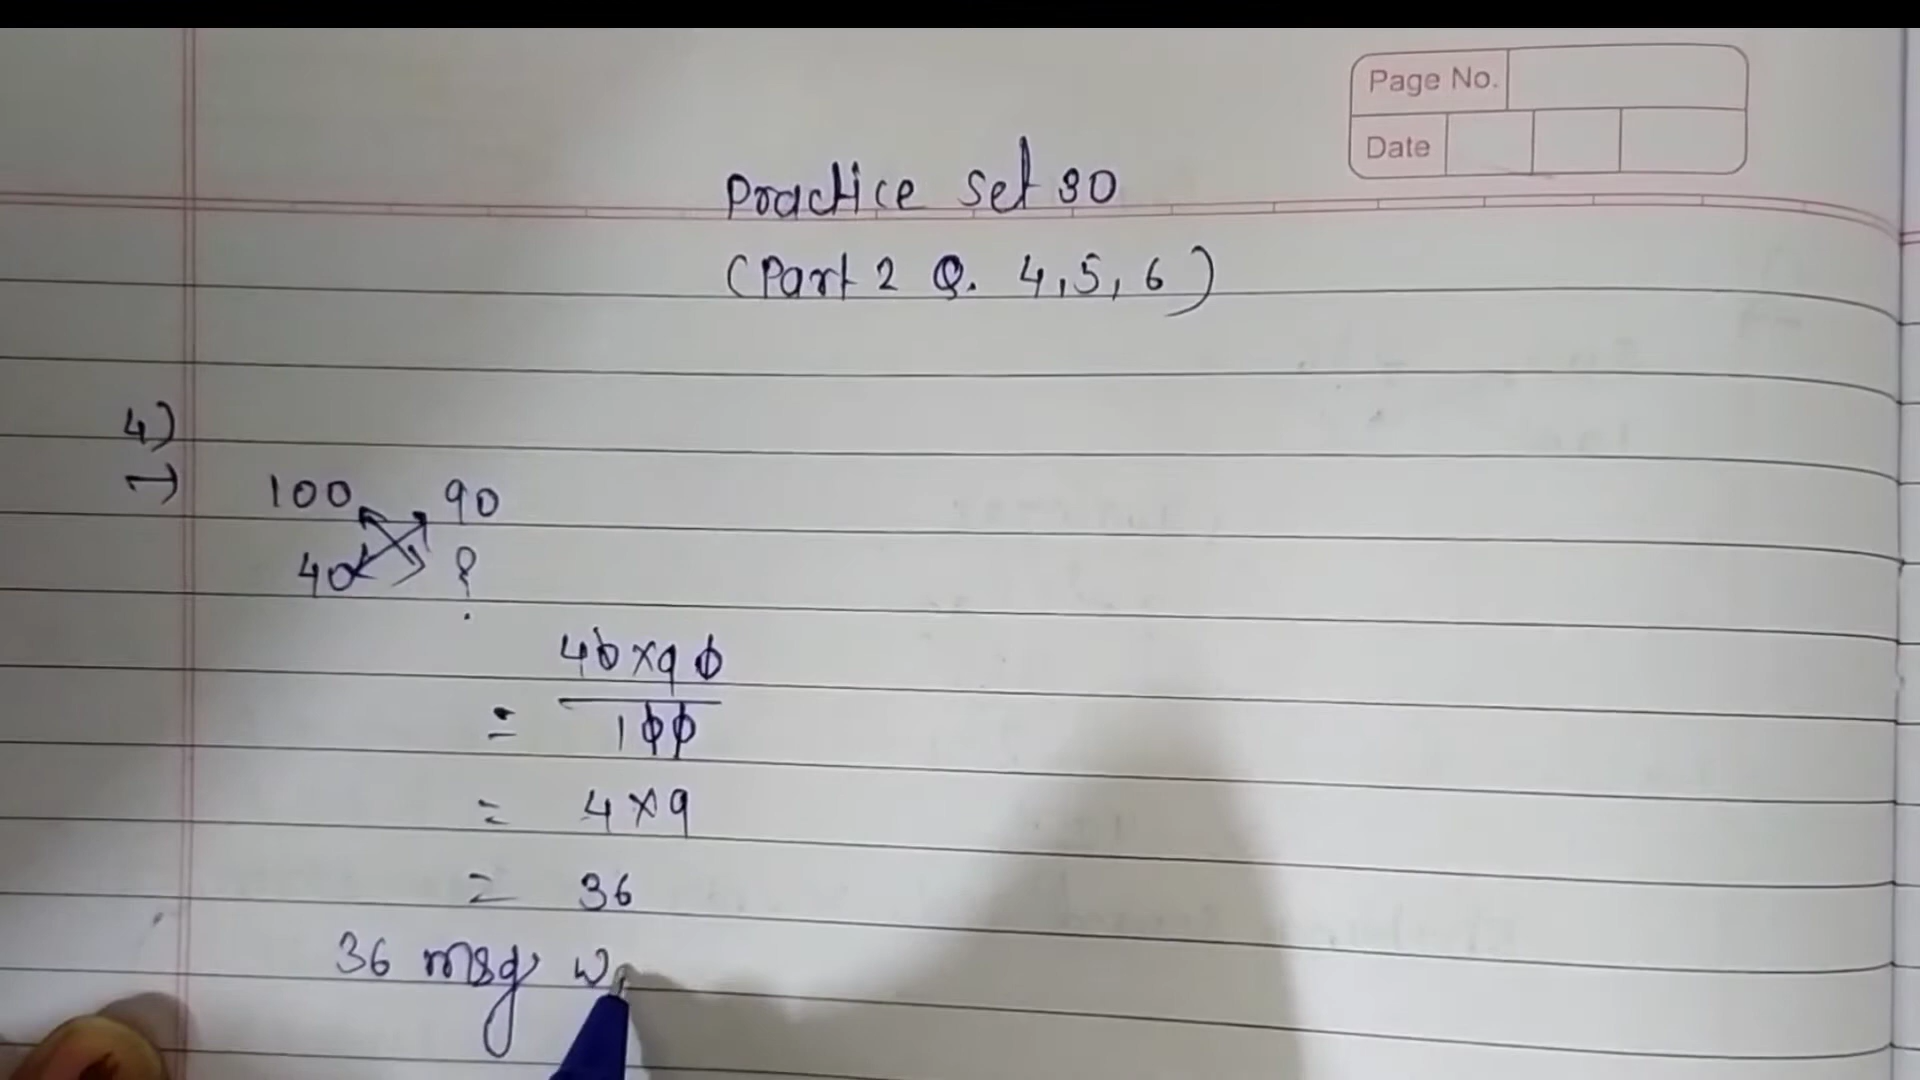 Page No.
Date
Practice Set 30
(Part 2 Q. 4, 5, 6)
4)
→ 100 90
40 ?
= 40 × 90
100
= 4 × 9
= 36
36 msg